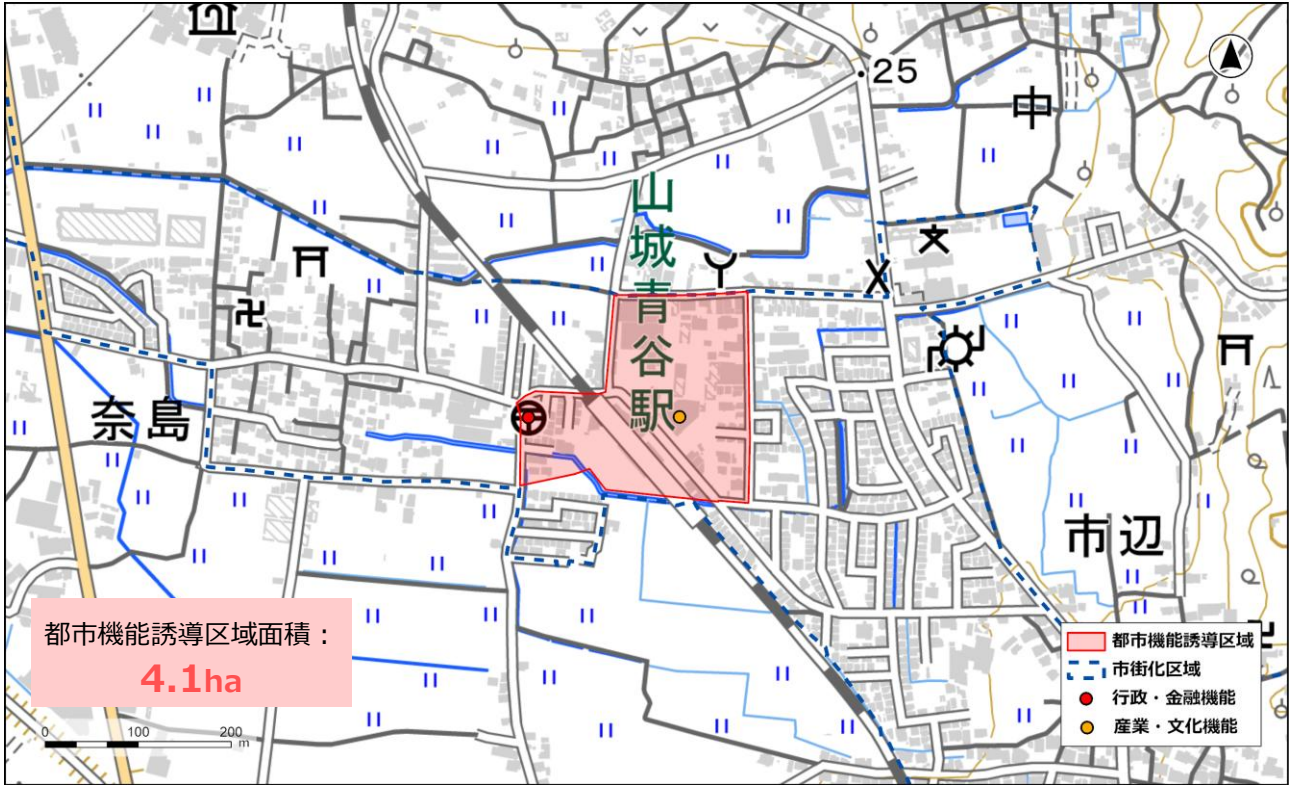 25
中
山城青谷駅
奈島
市辺
都市機能誘導区域面積：
4.1ha
0 100 200
m
都市機能誘導区域
市街化区域
行政・金融機能
産業・文化機能